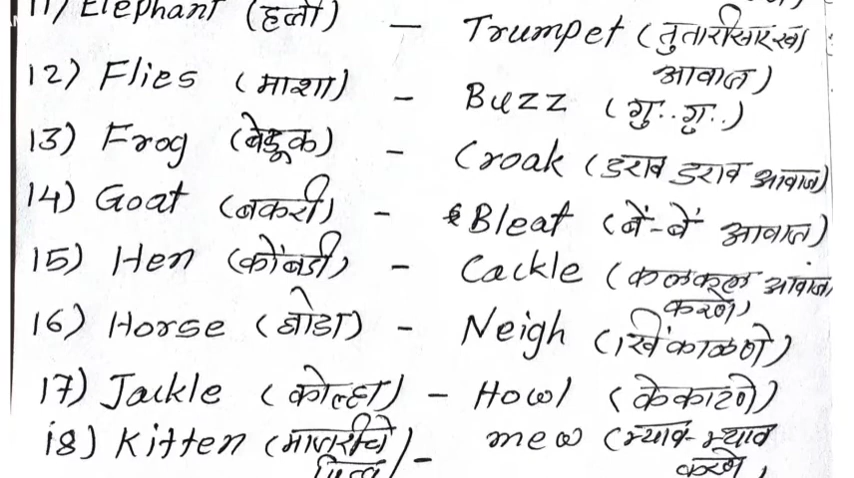 11) Elephant (हत्ती) – Trumpet (तुतारीसारखा
आवाज)
12) Flies (माशा) – Buzz (गुं..गुं..)
13) Frog (बेडूक) – Croak (डराव डराव आवाज)
14) Goat (बकरी) – Bleat (बें-बें आवाज)
15) Hen (कोंबडी) – Cackle (कलकल आवाज
करणे)
16) Horse (घोडा) – Neigh (खिंकाळणे)
17) Jackle (कोल्हा) – Howl (केकाटणे)
18) Kitten (मांजरीचे – mew (म्याव-म्याव
करणे